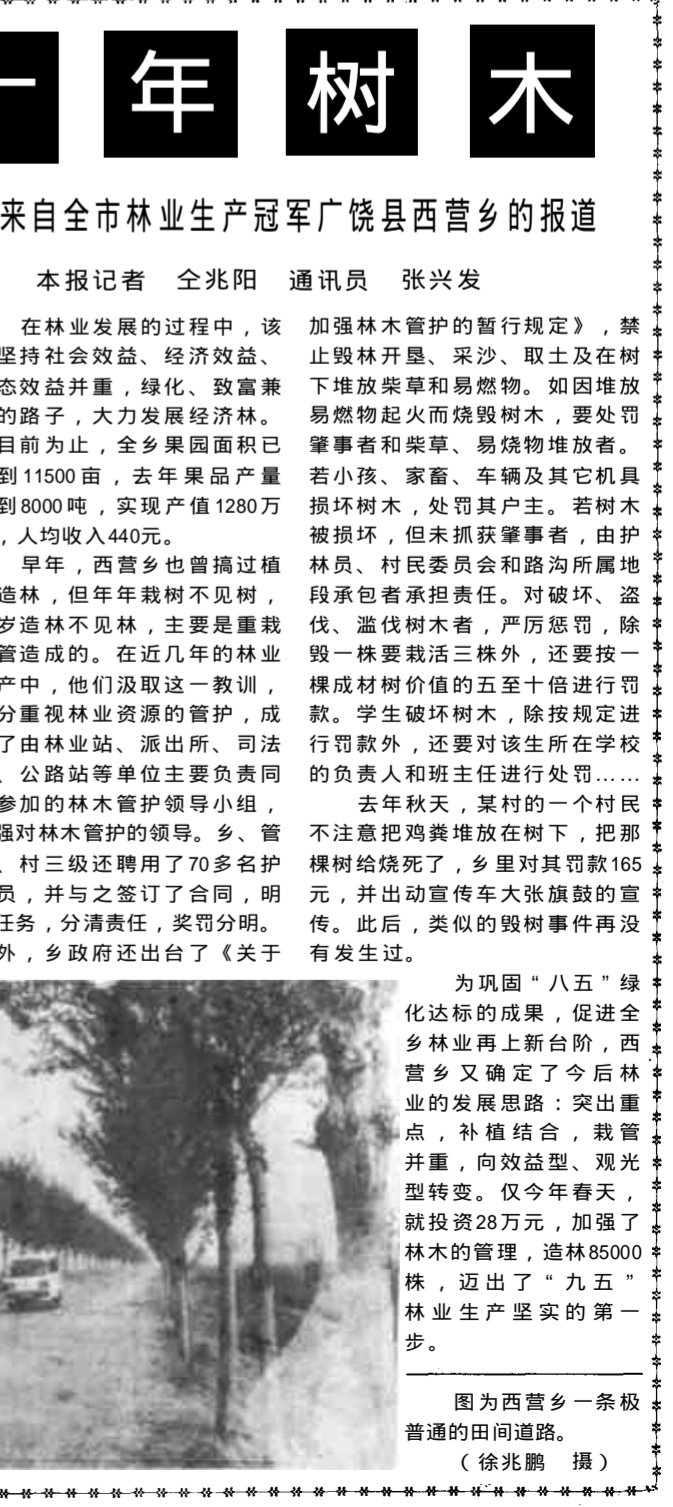 十年树木
来自全市林业生产冠军广饶县西营乡的报道
本报记者 仝兆阳 通讯员 张兴发
在林业发展的过程中，该
坚持社会效益、经济效益、
态效益并重，绿化、致富兼
的路子，大力发展经济林。
目前为止，全乡果园面积已
到11500亩，去年果品产量
到8000吨，实现产值1280万
，人均收入440元。
早年，西营乡也曾搞过植
造林，但年年栽树不见树，
岁造林不见林，主要是重栽
管造成的。在近几年的林业
产中，他们汲取这一教训，
分重视林业资源的管护，成
了由林业站、派出所、司法
、公路站等单位主要负责同
参加的林木管护领导小组，
强对林木管护的领导。乡、管
、村三级还聘用了70多名护
员，并与之签订了合同，明
任务，分清责任，奖罚分明。
外，乡政府还出台了《关于
加强林木管护的暂行规定》，禁
止毁林开垦、采沙、取土及在树
下堆放柴草和易燃物。如因堆放
易燃物起火而烧毁树木，要处罚
肇事者和柴草、易烧物堆放者。
若小孩、家畜、车辆及其它机具
损坏树木，处罚其户主。若树木
被损坏，但未抓获肇事者，由护
林员、村民委员会和路沟所属地
段承包者承担责任。对破坏、盗
伐、滥伐树木者，严厉惩罚，除
毁一株要栽活三株外，还要按一
棵成材树价值的五至十倍进行罚
款。学生破坏树木，除按规定进
行罚款外，还要对该生所在学校
的负责人和班主任进行处罚……
去年秋天，某村的一个村民
不注意把鸡粪堆放在树下，把那
棵树给烧死了，乡里对其罚款165
元，并出动宣传车大张旗鼓的宣
传。此后，类似的毁树事件再没
有发生过。
为巩固“八五”绿
化达标的成果，促进全
乡林业再上新台阶，西
营乡又确定了今后林
业的发展思路：突出重
点，补植结合，栽管
并重，向效益型、观光
型转变。仅今年春天，
就投资28万元，加强了
林木的管理，造林85000
株，迈出了“九五”
林业生产坚实的第一
步。
图为西营乡一条极
普通的田间道路。
（徐兆鹏 摄）